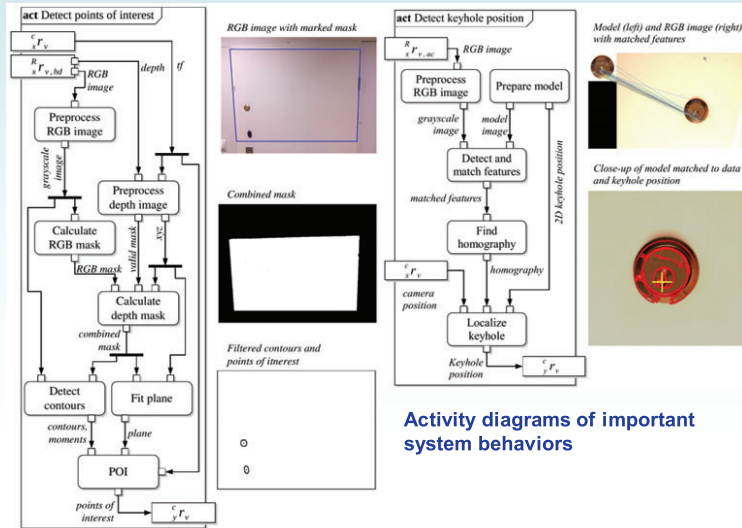 act Detect points of interest
c x r v
R x r v, hd
RGB
image
depth
tf
Preprocess
RGB image
grayscale
image
Preprocess
depth image
Calculate
RGB mask
valid mask
xyz
RGB mask
Calculate
depth mask
combined
mask
Detect
contours
Fit plane
contours,
moments
plane
POI
points of
interest
c y r v
RGB image with marked mask
Combined mask
Filtered contours and
points of itnerest
act Detect keyhole position
R x r v, ac
RGB image
Preprocess
RGB image
Prepare model
grayscale
image
model
image
Detect and
match features
matched features
2D keyhole position
Find
homography
c x r v
camera
position
homography
Localize
keyhole
Keyhole
position
c y r v
Model (left) and RGB image (right)
with matched features
Close-up of model matched to data
and keyhole position
Activity diagrams of important
system behaviors